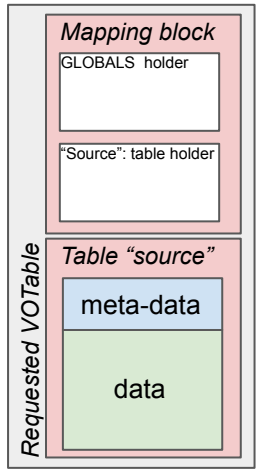 Mapping block
GLOBALS holder
“Source”: table holder
Requested VOTable
Table “source”
meta-data
data